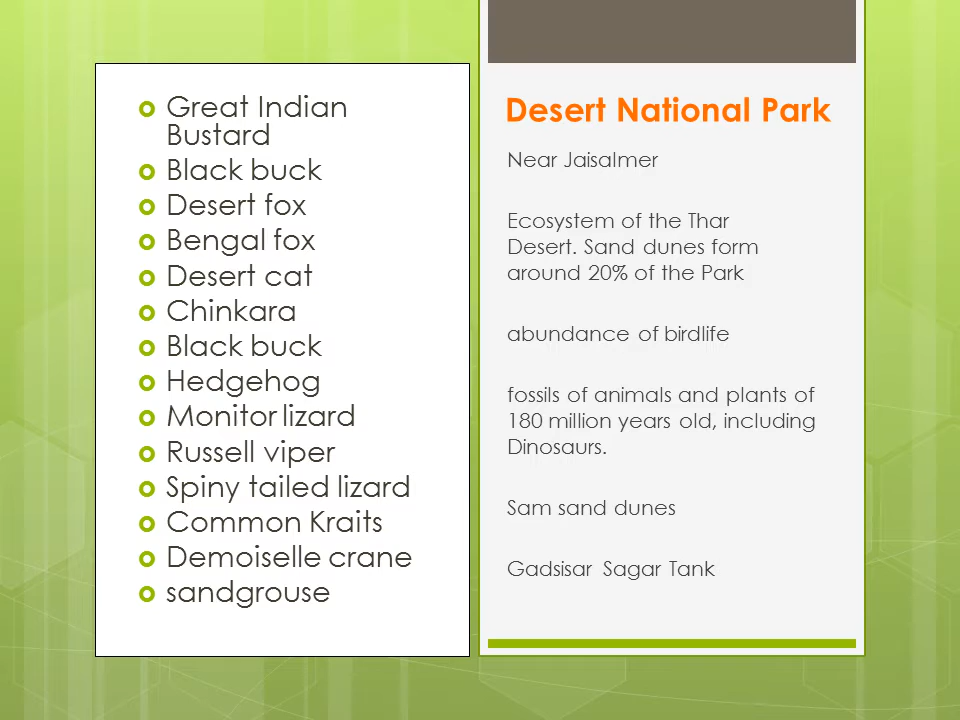 Great Indian
Bustard
Black buck
Desert fox
Bengal fox
Desert cat
Chinkara
Black buck
Hedgehog
Monitor lizard
Russell viper
Spiny tailed lizard
Common Kraits
Demoiselle crane
sandgrouse
Desert National Park
Near Jaisalmer
Ecosystem of the Thar
Desert. Sand dunes form
around 20% of the Park
abundance of birdlife
fossils of animals and plants of
180 million years old, including
Dinosaurs.
Sam sand dunes
Gadsisar Sagar Tank